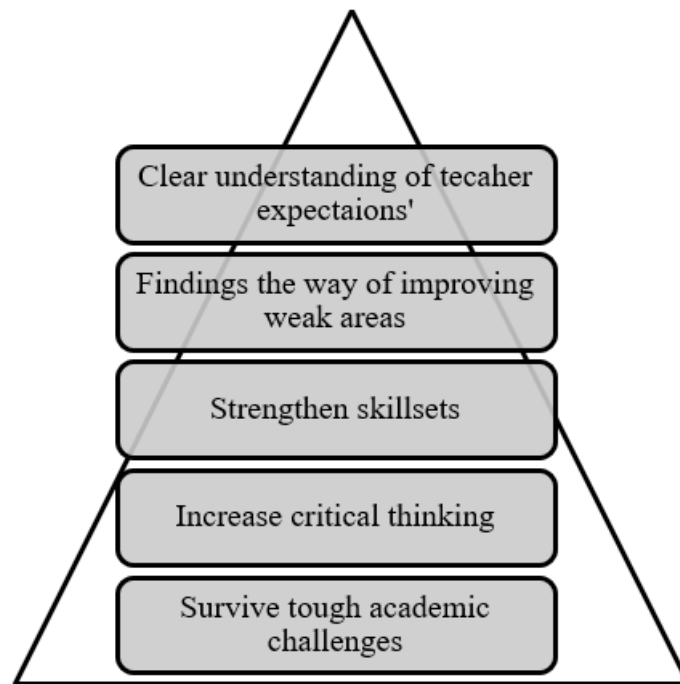 Clear understanding of tecaher
expectaions'
Findings the way of improving
weak areas
Strengthen skillsets
Increase critical thinking
Survive tough academic
challenges